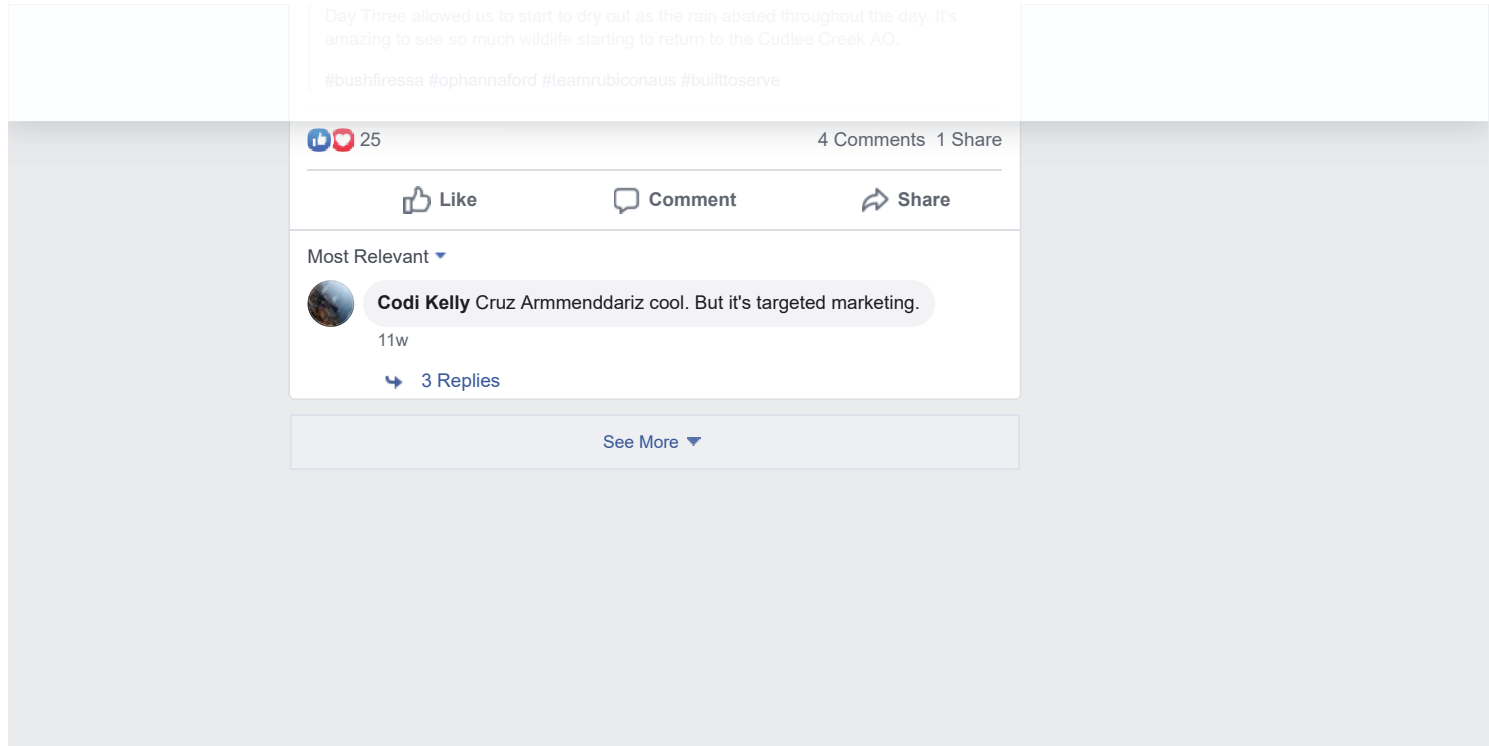 Day Three allowed us to start to dry out as the rain abated throughout the day. It's
amazing to see so much wildlife starting to return to the Cudlee Creek AO.
#bushfiressa #ophannaford #teamrubiconaus #builttoserve
25
4 Comments 1 Share
Like Comment Share
Most Relevant
Codi Kelly Cruz Armmenddariz cool. But it's targeted marketing.
11w
3 Replies
See More